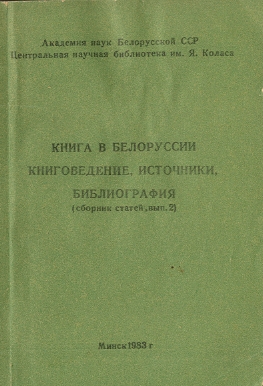 Академия наук Белорусской ССР
Центральная научная библиотека им. Я. Коласа
КНИГА В БЕЛОРУССИИ
КНИГОВЕДЕНИЕ, ИСТОЧНИКИ,
БИБЛИОГРАФИЯ
(сборник статей, вып. 2)
Минск 1983 г